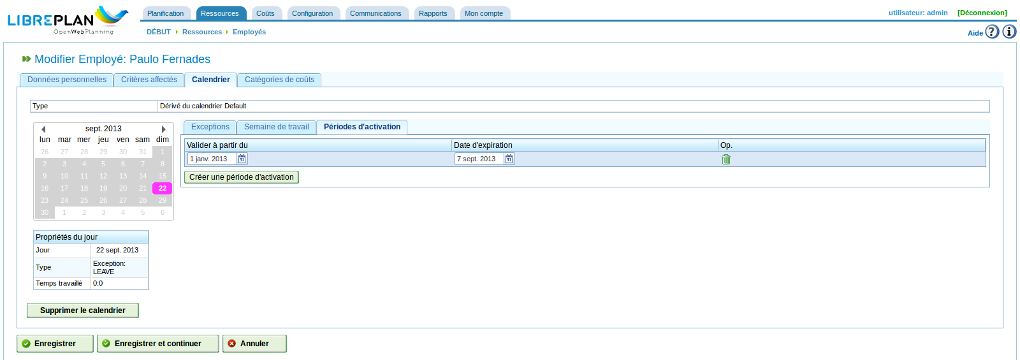 LIBREPLAN
OpenWebPlanning
Planification Ressources Coûts Configuration Communications Rapports Mon compte
utilisateur: admin [Déconnexion]
DÉBUT Ressources Employés
Aide
Modifier Employé: Paulo Fernades
Données personnelles Critères affectés Calendrier Catégories de coûts
Type Dérivé du calendrier Default
sept. 2013
lun mar mer jeu ven sam dim
26 27 28 29 30 31 1
2 3 4 5 6 7 8
9 10 11 12 13 14 15
16 17 18 19 20 21 22
23 24 25 26 27 28 29
30 1 2 3 4 5 6
Exceptions Semaine de travail Périodes d'activation
Valider à partir du Date d'expiration Op.
1 janv. 2013 7 sept. 2013
Créer une période d'activation
Propriétés du jour
Jour 22 sept. 2013
Type Exception:
LEAVE
Temps travaillé 0:0
Supprimer le calendrier
Enregistrer Enregistrer et continuer Annuler